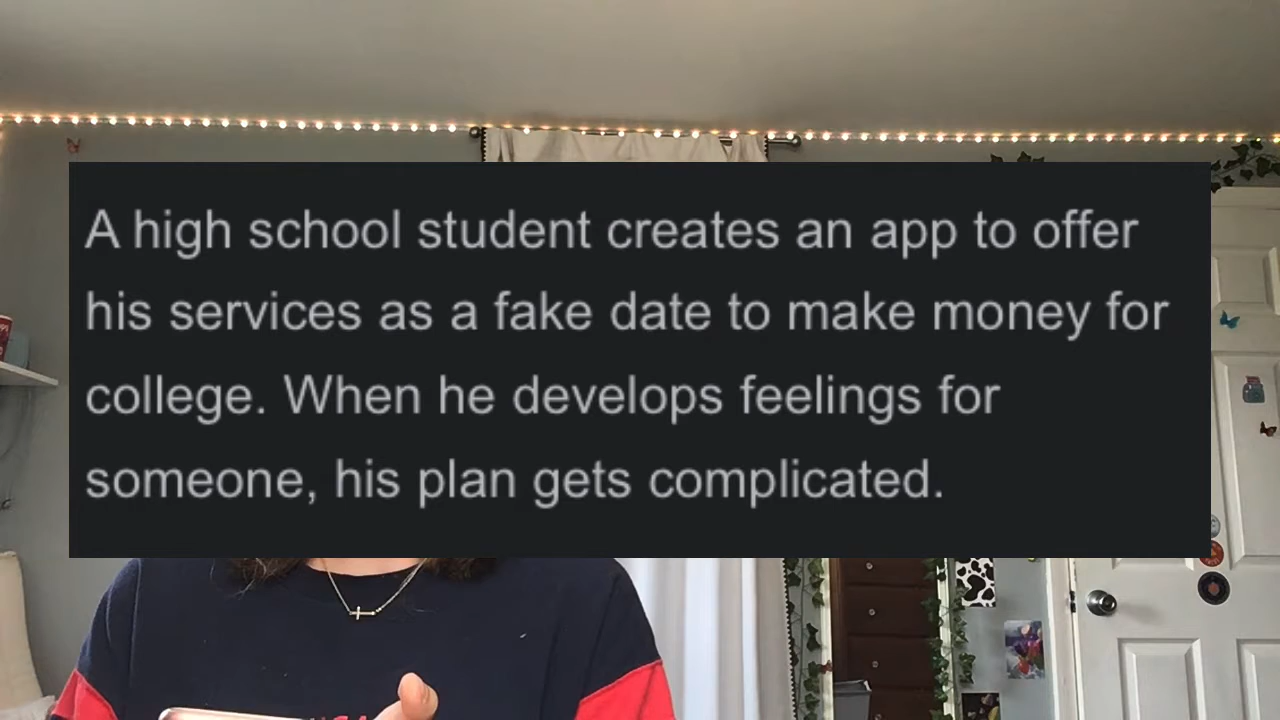 A high school student creates an app to offer
his services as a fake date to make money for
college. When he develops feelings for
someone, his plan gets complicated.